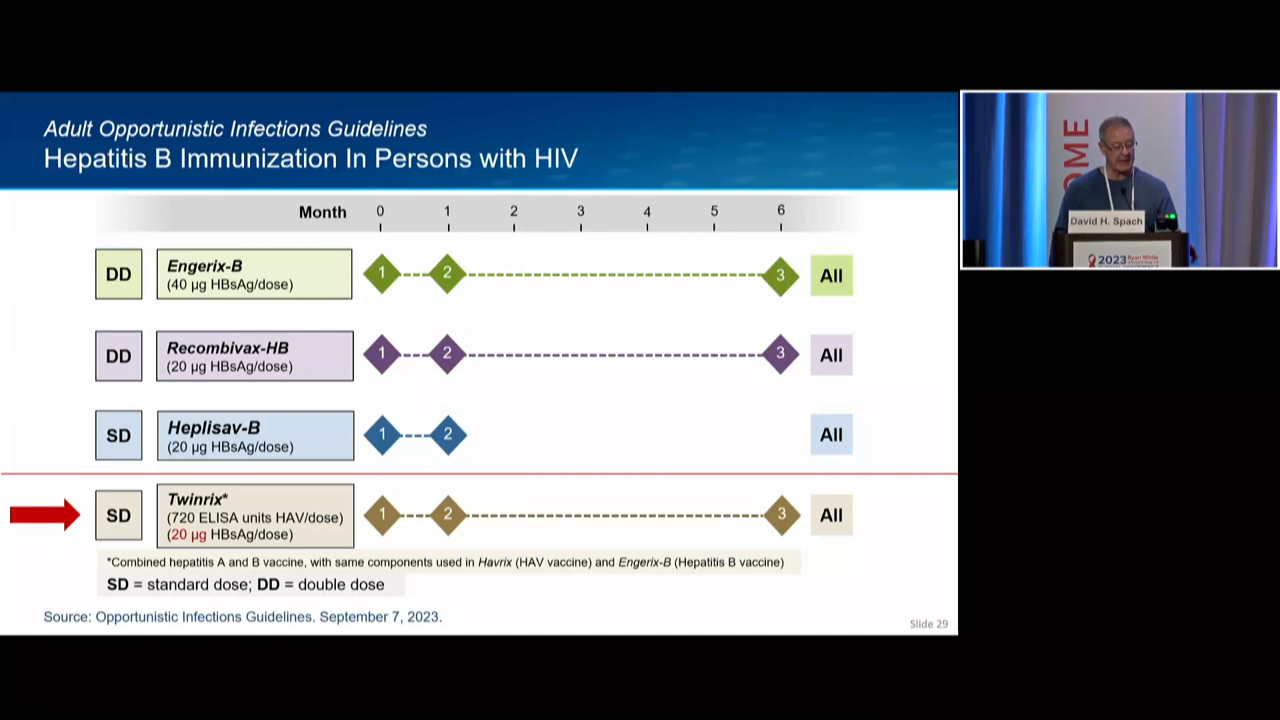 Adult Opportunistic Infections Guidelines
Hepatitis B Immunization In Persons with HIV
Month 0 1 2 3 4 5 6
DD Engerix-B 1 2 3 All
(40 µg HBsAg/dose)
DD Recombivax-HB 1 2 3 All
(20 µg HBsAg/dose)
SD Heplisav-B 1 2 All
(20 µg HBsAg/dose)
SD Twinrix* 1 2 3 All
(720 ELISA units HAV/dose)
(20 µg HBsAg/dose)
*Combined hepatitis A and B vaccine, with same components used in Havrix (HAV vaccine) and Engerix-B (Hepatitis B vaccine)
SD = standard dose; DD = double dose
Source: Opportunistic Infections Guidelines. September 7, 2023.
Slide 29
OME
David H. Spach
2023 Ryan White